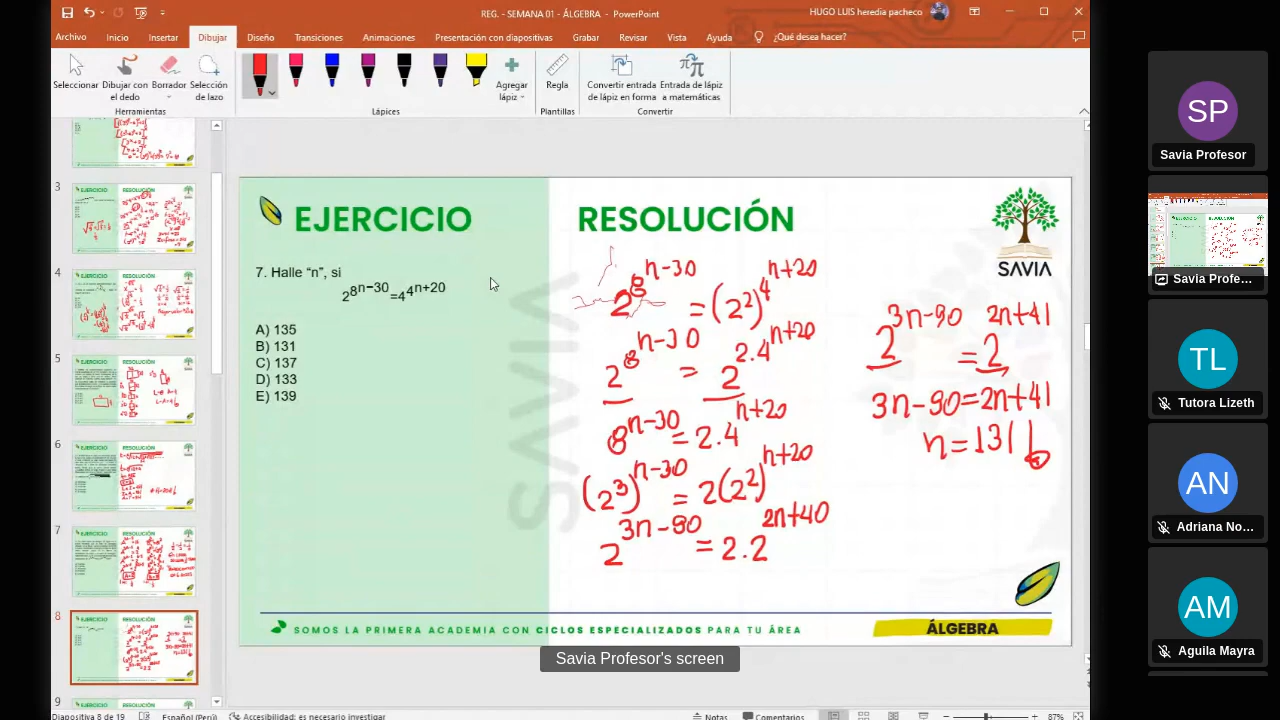 REG. - SEMANA 01 - ÁLGEBRA - PowerPoint
HUGO LUIS heredia pacheco
Archivo Inicio Insertar Dibujar Diseño Transiciones Animaciones Presentación con diapositivas Grabar Revisar Vista Ayuda ¿Qué desea hacer?
Seleccionar
Dibujar con el dedo
Borrador
Selección de lazo
Herramientas
Agregar lápiz
Lápices
Regla
Plantillas
Convertir entrada de lápiz en forma
Entrada de lápiz a matemáticas
Convertir
3
4
5
6
7
8
9
EJERCICIO
RESOLUCIÓN
SAVIA
7. Halle “n”, si
2^8^n−30 =4^4^n+20
A) 135
B) 131
C) 137
D) 133
E) 139
2^8^n−30 = (2^2)^4^n+20
2^8^n−30 = 2^2.4^n+20
8^n−30 = 2.4^n+20
(2^3)^n−30 = 2(2^2)^n+20
2^3n−90 = 2.2^2n+40
2^3n−90 = 2^2n+41
3n−90=2n+41
n=131
SAVIA
SOMOS LA PRIMERA ACADEMIA CON CICLOS ESPECIALIZADOS PARA TU ÁREA
ÁLGEBRA
Savia Profesor's screen
Diapositiva 8 de 19 Español (Perú) Accesibilidad: es necesario investigar Notas Comentarios 87%
SP
Savia Profesor
Savia Profe...
TL
Tutora Lizeth
AN
Adriana No...
AM
Aguila Mayra